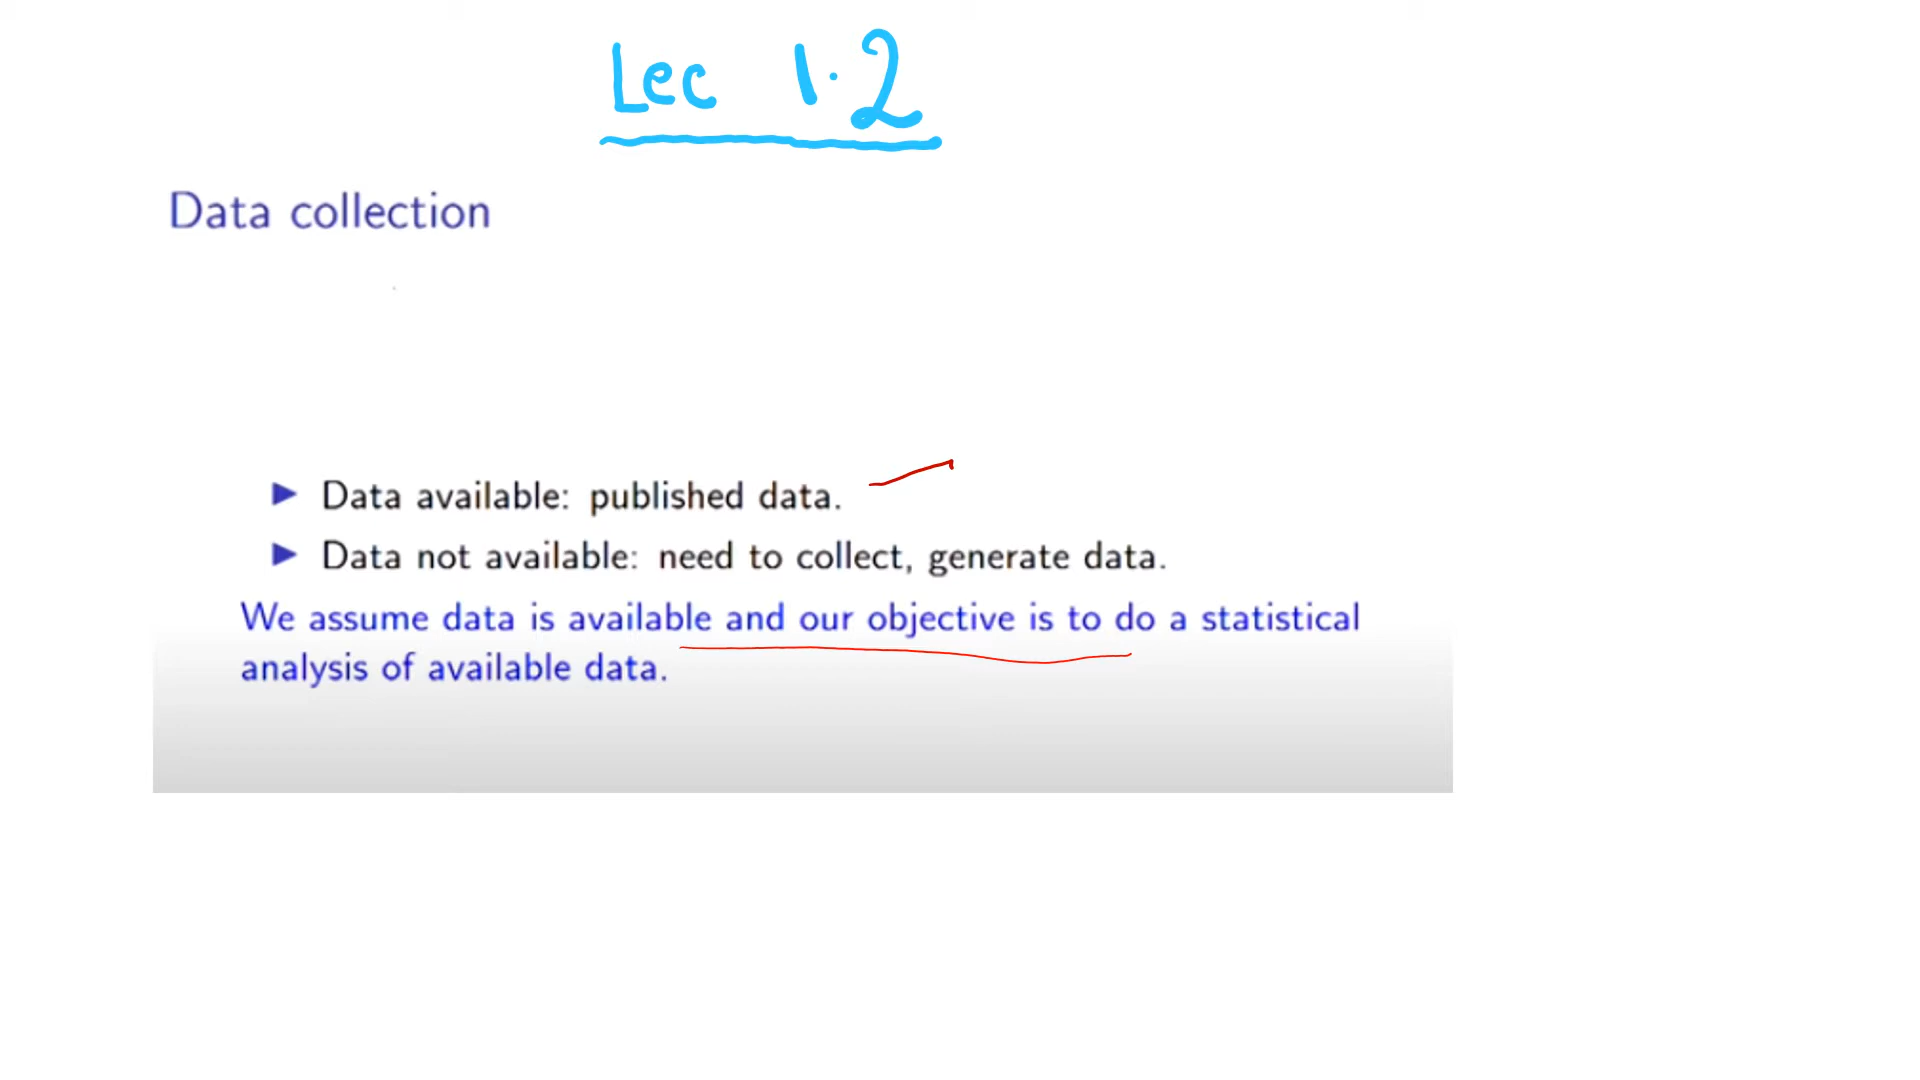 Lec 1.2
Data collection
▶ Data available: published data.
▶ Data not available: need to collect, generate data.
We assume data is available and our objective is to do a statistical
analysis of available data.